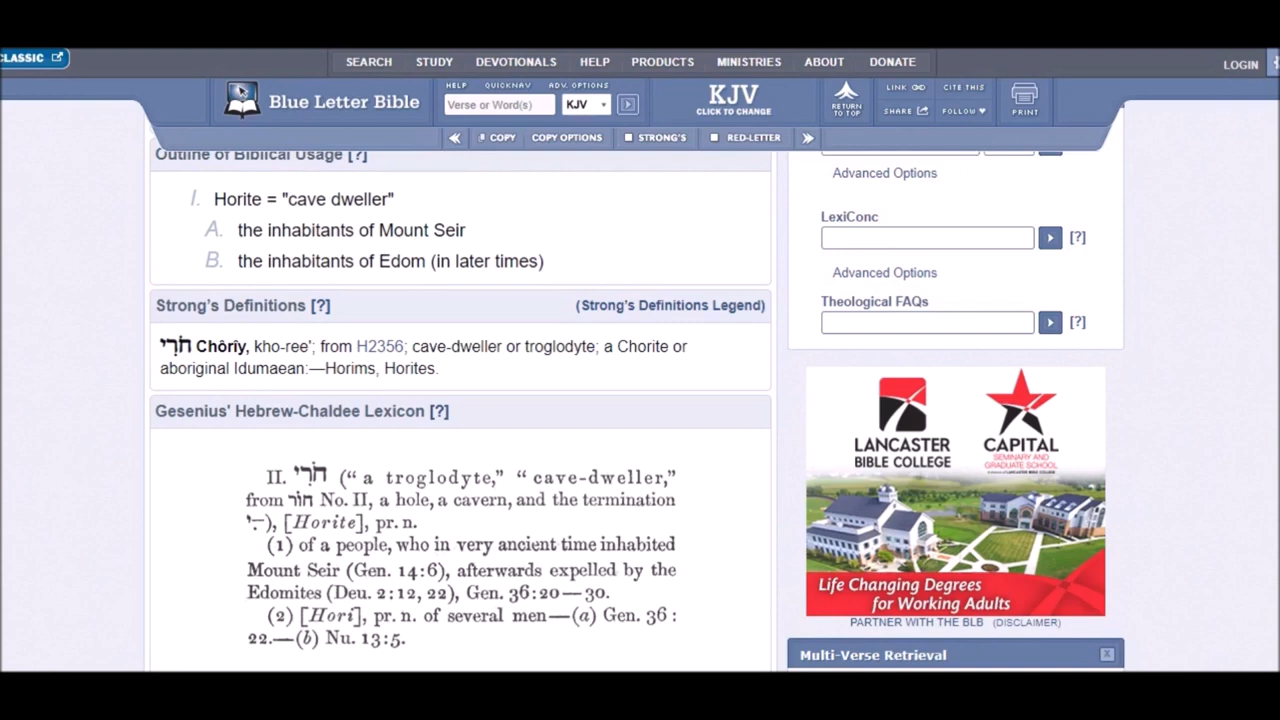 CLASSIC
SEARCH STUDY DEVOTIONALS HELP PRODUCTS MINISTRIES ABOUT DONATE
LOGIN
Blue Letter Bible
HELP QUICKNAV ADV. OPTIONS
Verse or Word(s) KJV
KJV
CLICK TO CHANGE
RETURN
TO TOP
LINK CITE THIS
SHARE FOLLOW
PRINT
COPY COPY OPTIONS STRONG'S RED-LETTER
Outline of Biblical Usage [?]
I. Horite = "cave dweller"
A. the inhabitants of Mount Seir
B. the inhabitants of Edom (in later times)
Strong's Definitions [?] (Strong's Definitions Legend)
חֹרִי Chôrîy, kho-ree'; from H2356; cave-dweller or troglodyte; a Chorite or
aboriginal Idumaean:—Horims, Horites.
Gesenius' Hebrew-Chaldee Lexicon [?]
II. חֹרִי ("a troglodyte," "cave-dweller,"
from חוֹר No. II, a hole, a cavern, and the termination
־ִי), [Horite], pr. n.
(1) of a people, who in very ancient time inhabited
Mount Seir (Gen. 14:6), afterwards expelled by the
Edomites (Deu. 2:12, 22), Gen. 36:20—30.
(2) [Hori], pr. n. of several men—(a) Gen. 36:
22.—(b) Nu. 13:5.
Advanced Options
LexiConc
[?]
Advanced Options
Theological FAQs
[?]
LANCASTER
BIBLE COLLEGE
CAPITAL
SEMINARY AND
GRADUATE SCHOOL
Life Changing Degrees
for Working Adults
PARTNER WITH THE BLB (DISCLAIMER)
Multi-Verse Retrieval